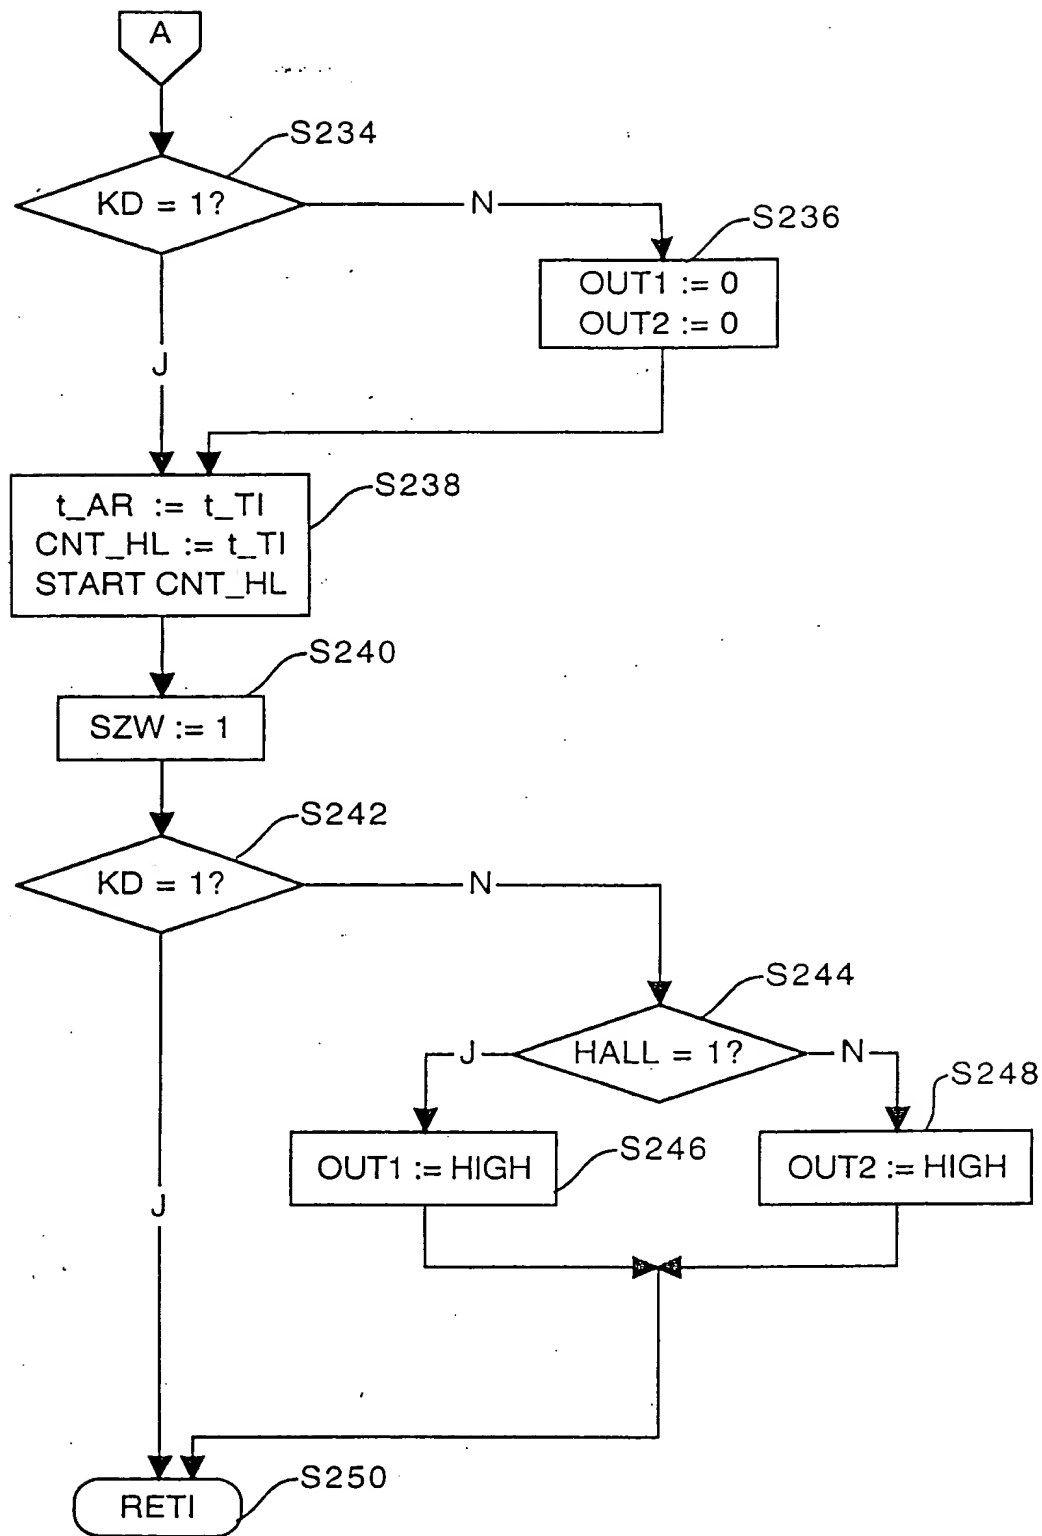 A
S234
KD = 1?
N
S236
OUT1 := 0
OUT2 := 0
J
S238
t_AR := t_TI
CNT_HL := t_TI
START CNT_HL
S240
SZW := 1
S242
KD = 1?
N
S244
J
HALL = 1?
N
S248
OUT1 := HIGH
S246
OUT2 := HIGH
J
S250
RETI